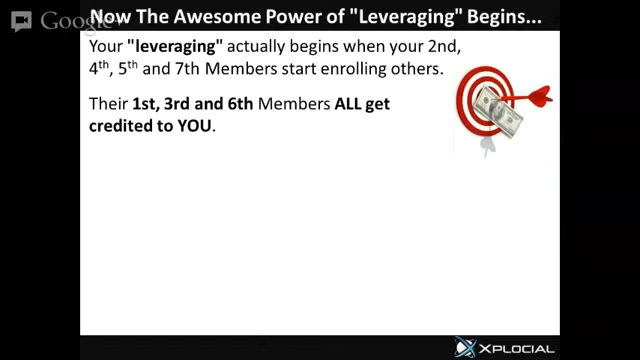 Google+
Now The Awesome Power of "Leveraging" Begins...
Your "leveraging" actually begins when your 2nd,
4th, 5th and 7th Members start enrolling others.
Their 1st, 3rd and 6th Members ALL get
credited to YOU.
XPLOCIAL